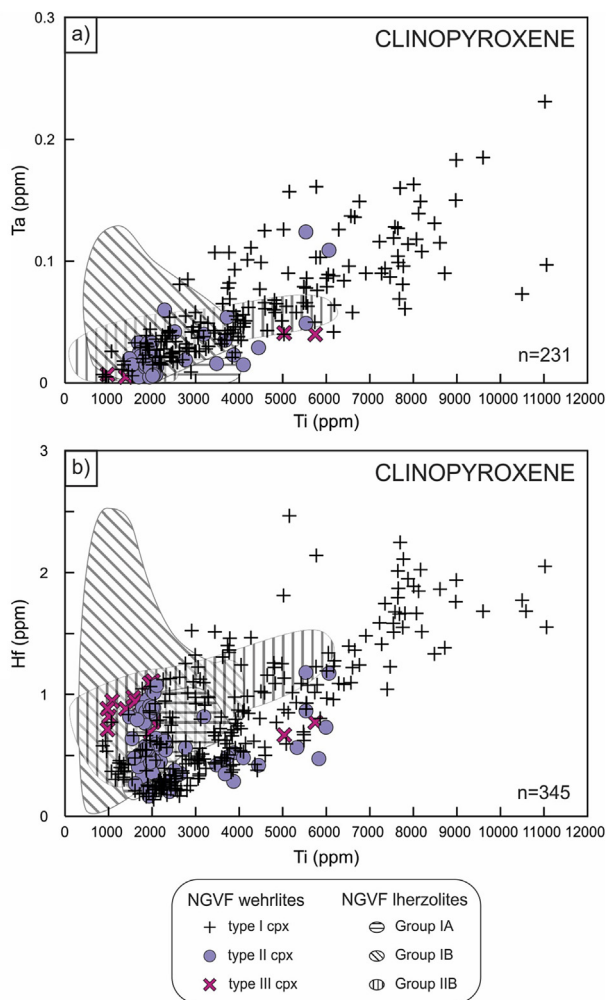 a)
CLINOPYROXENE
0.3
0.2
0.1
0
Ta (ppm)
n=231
0 1000 2000 3000 4000 5000 6000 7000 8000 9000 10000 11000 12000
Ti (ppm)
b)
CLINOPYROXENE
3
2
1
0
Hf (ppm)
n=345
0 1000 2000 3000 4000 5000 6000 7000 8000 9000 10000 11000 12000
Ti (ppm)
NGVF wehrlites
type I cpx
type II cpx
type III cpx
NGVF lherzolites
Group IA
Group IB
Group IIB